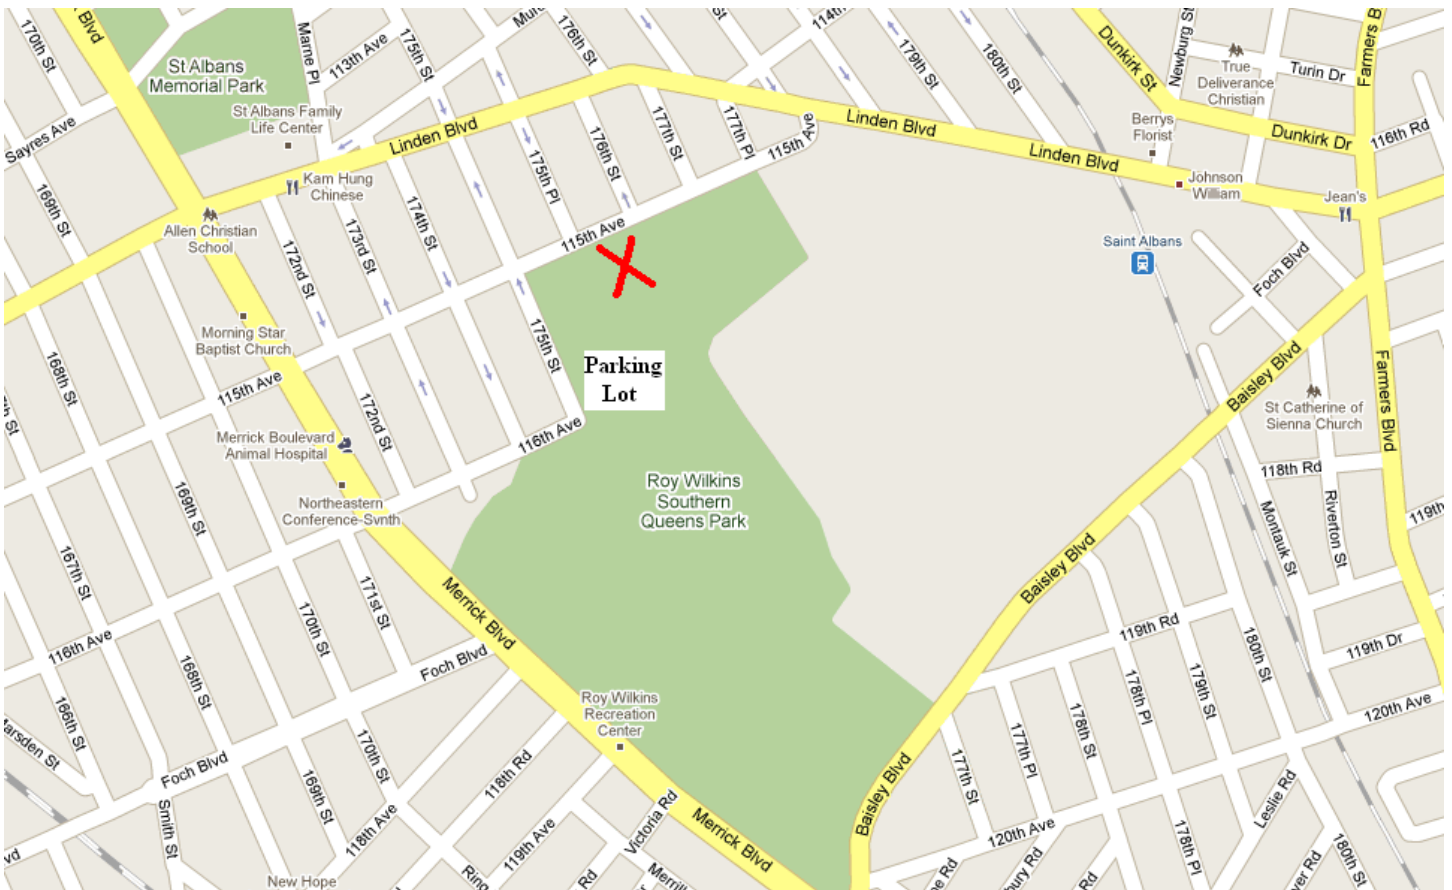 170th St
Blvd
Marne Pl
175th St
176th St
114th
179th St
180th St
Newburg St
Farmers B
113th Ave
Dunkirk St
True
Deliverance
Christian
Turin Dr
St Albans
Memorial Park
St Albans Family
Life Center
Sayres Ave
Linden Blvd
176th St
177th St
177th Pl
115th Ave
Linden Blvd
Linden Blvd
Berrys
Florist
Dunkirk Dr
116th Rd
169th St
Kam Hung
Chinese
175th Pl
Johnson
William
Jean's
Allen Christian
School
172nd St
173rd St
174th St
115th Ave
Saint Albans
Foch Blvd
Morning Star
Baptist Church
168th St
175th St
Parking
Lot
Baisley Blvd
Farmers Blvd
115th Ave
172nd St
116th Ave
St Catherine of
Sienna Church
Merrick Boulevard
Animal Hospital
118th Rd
Northeastern
Conference-Svnth
169th St
Roy Wilkins
Southern
Queens Park
Montauk St
Riverton St
119th
167th St
171st St
Merrick Blvd
Baisley Blvd
116th Ave
170th St
Foch Blvd
119th Rd
180th St
119th Dr
168th St
166th St
Roy Wilkins
Recreation
Center
178th Pl
179th St
120th Ave
arsden St
Foch Blvd
170th St
118th Rd
177th St
177th Pl
178th St
169th St
Smith St
118th Ave
119th Ave
Victoria Rd
Merrick Blvd
Baisley Blvd
120th Ave
178th Pl
Leslie Rd
180th St
vd
New Hope
Rd